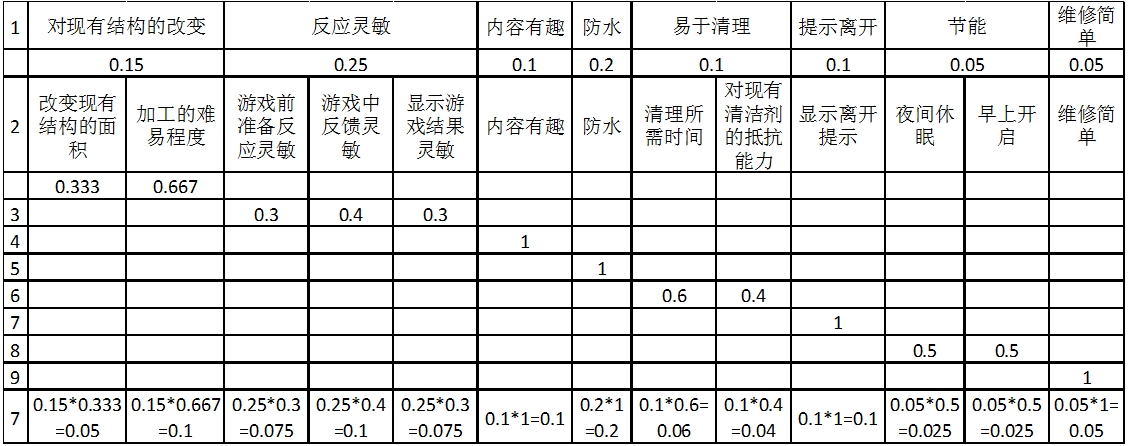 1 对现有结构的改变 反应灵敏 内容有趣 防水 易于清理 提示离开 节能 维修简单
0.15 0.25 0.1 0.2 0.1 0.1 0.05 0.05
2 改变现有结构的面积 加工的难易程度 游戏前准备反应灵敏 游戏中反馈灵敏 显示游戏结果灵敏 内容有趣 防水 清理所需时间 对现有清洁剂的抵抗能力 显示离开提示 夜间休眠 早上开启 维修简单
0.333 0.667
3 0.3 0.4 0.3
4 1
5 1
6 0.6 0.4
7 1
8 0.5 0.5
9 1
7 0.15*0.333=0.05 0.15*0.667=0.1 0.25*0.3=0.075 0.25*0.4=0.1 0.25*0.3=0.075 0.1*1=0.1 0.2*1=0.2 0.1*0.6=0.06 0.1*0.4=0.04 0.1*1=0.1 0.05*0.5=0.025 0.05*0.5=0.025 0.05*1=0.05